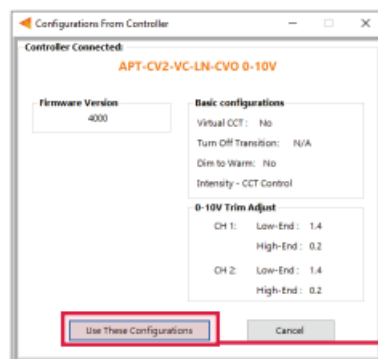 Configurations From Controller
Controller Connected:
APT-CV2-VC-LN-CVO 0-10V
Firmware Version
4000
Basic configurations
Virtual CCT : No
Turn Off Transition: N/A
Dim to Warm: No
Intensity - CCT Control
0-10V Trim Adjust
CH 1: Low-End : 1.4
High-End : 0.2
CH 2: Low-End : 1.4
High-End : 0.2
Use These Configurations
Cancel